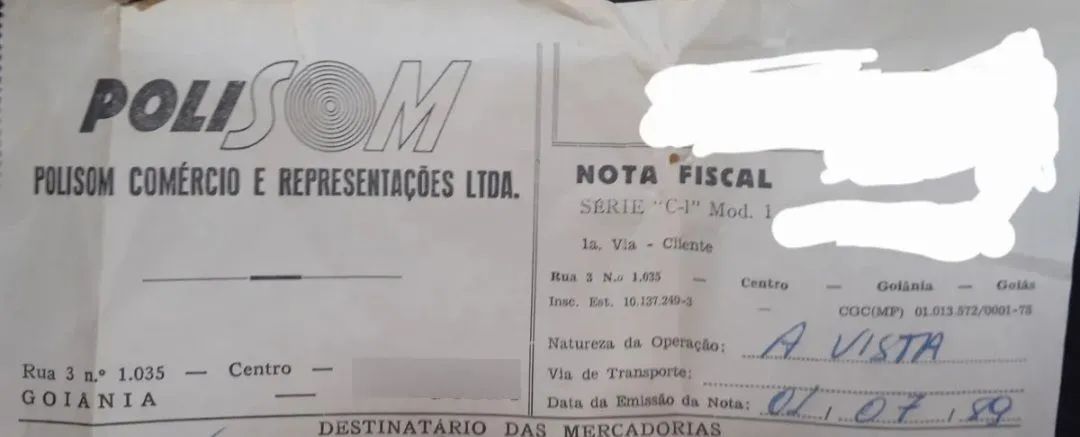 POLISOM
POLISOM COMÉRCIO E REPRESENTAÇÕES LTDA.
Rua 3 n.º 1.035 — Centro —
GOIÂNIA —
NOTA FISCAL
SÉRIE "C-1" Mod. 1
1a. Via - Cliente
Rua 3 N.o 1.035 — Centro — Goiânia — Goiás
Insc. Est. 10.137.249-3 — CGC(MF) 01.013.572/0001-75
Natureza da Operação: A VISTA
Via de Transporte:
Data da Emissão da Nota: / 07 / 89
DESTINATÁRIO DAS MERCADORIAS